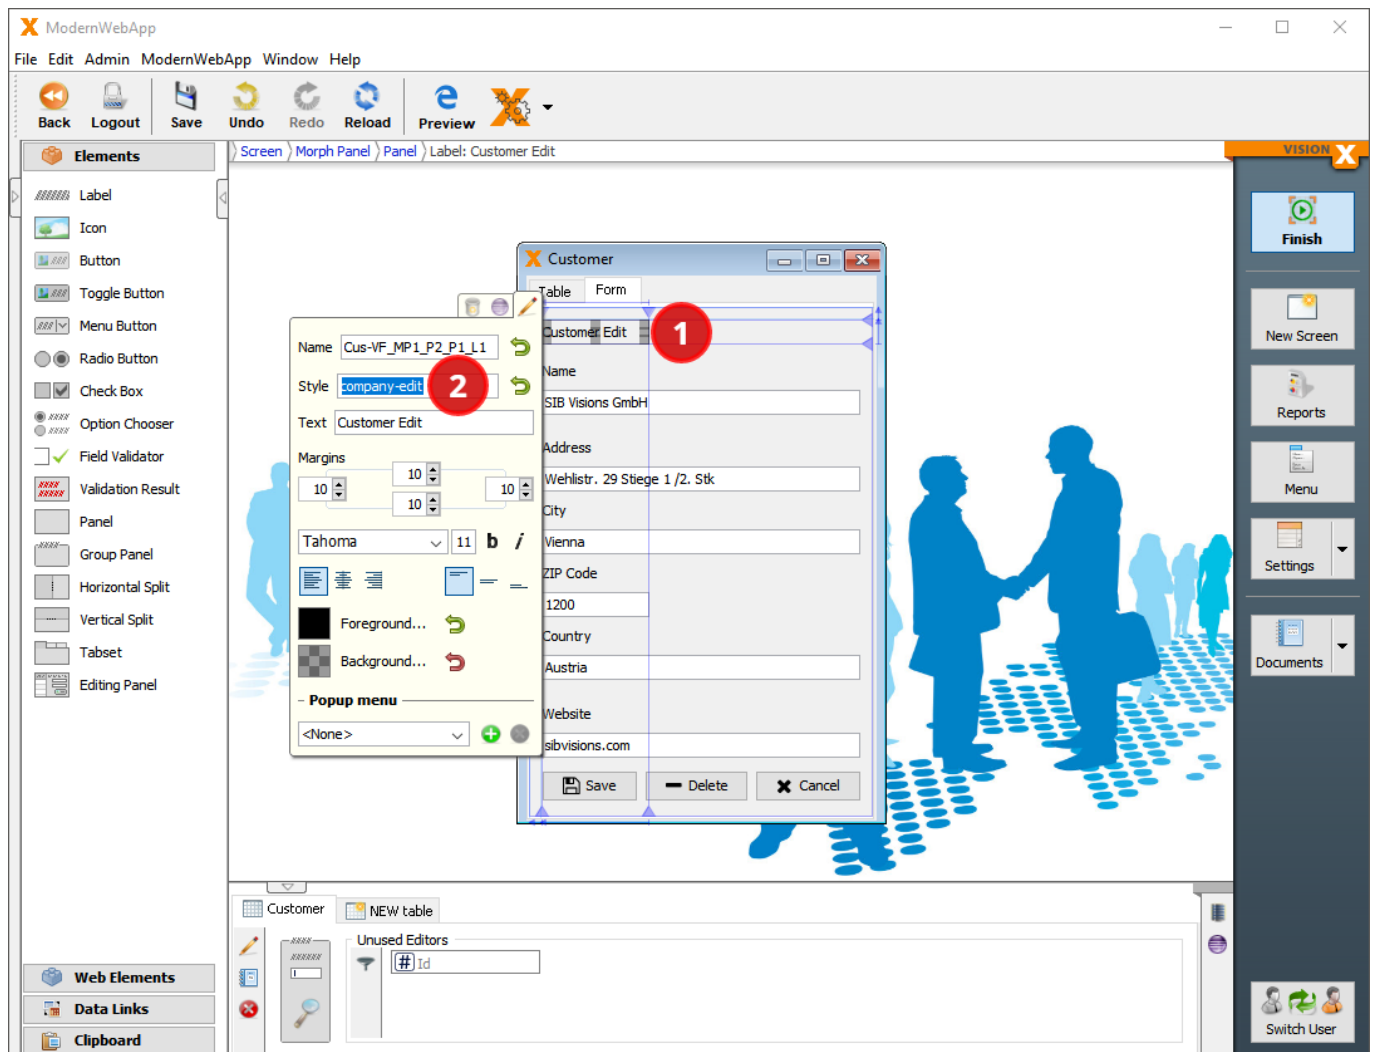 ModernWebApp
File Edit Admin ModernWebApp Window Help
Back Logout Save Undo Redo Reload Preview
Elements
Screen Morph Panel Panel Label: Customer Edit
VISION X
Label
Icon
Button
Toggle Button
Menu Button
Radio Button
Check Box
Option Chooser
Field Validator
Validation Result
Panel
Group Panel
Horizontal Split
Vertical Split
Tabset
Editing Panel
Web Elements
Data Links
Clipboard
Name Cus-VF_MP1_P2_P1_L1
Style company-edit 2
Text Customer Edit
Margins
10
10 10
10
Tahoma 11 b i
Foreground...
Background...
Popup menu
<None>
Customer
Table Form
Customer Edit 1
Name
SIB Visions GmbH
Address
Wehlistr. 29 Stiege 1 /2. Stk
City
Vienna
ZIP Code
1200
Country
Austria
Website
sibvisions.com
Save Delete Cancel
Customer NEW table
Unused Editors
# Id
Finish
New Screen
Reports
Menu
Settings
Documents
Switch User